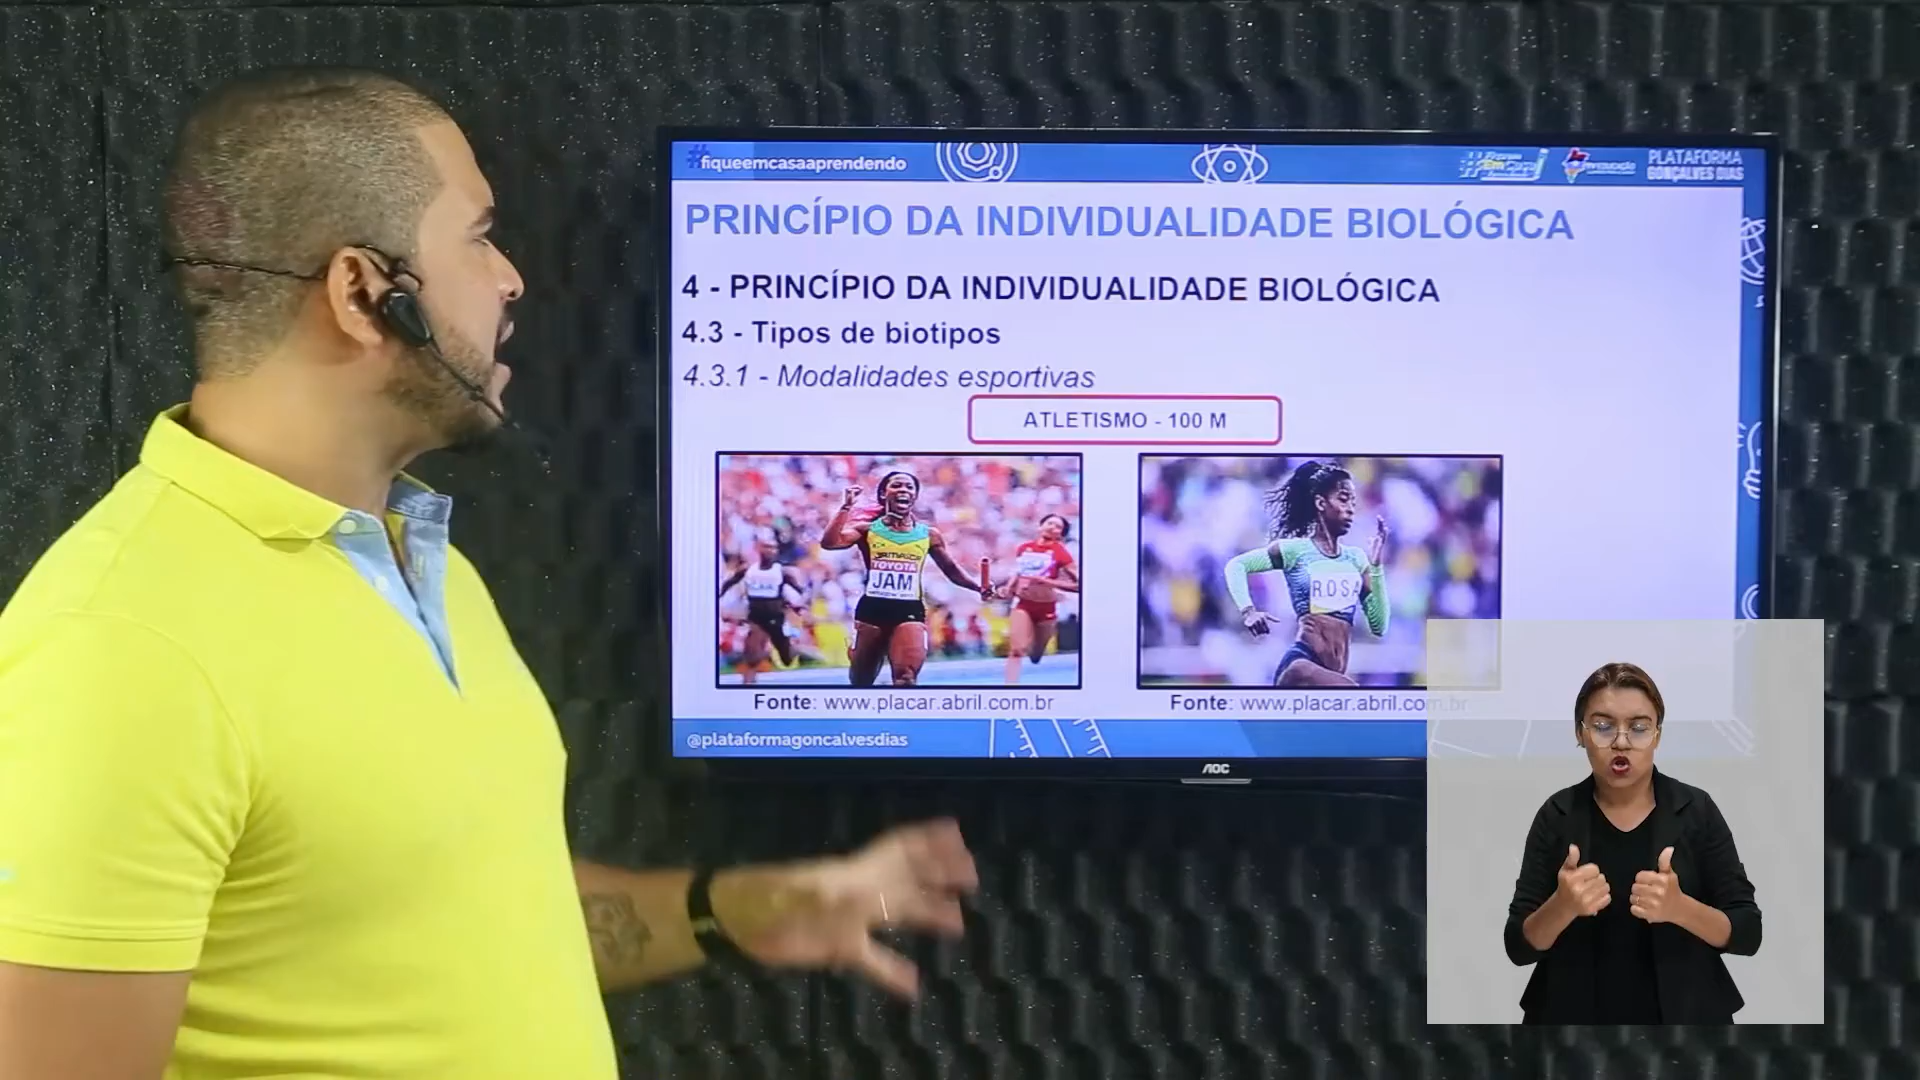 #fiqueemcasaaprendendo
PLATAFORMA
GONÇALVES DIAS
PRINCÍPIO DA INDIVIDUALIDADE BIOLÓGICA
4 - PRINCÍPIO DA INDIVIDUALIDADE BIOLÓGICA
4.3 - Tipos de biotipos
4.3.1 - Modalidades esportivas
ATLETISMO - 100 M
JAMAICA
TOYOTA
JAM
ROSA
Fonte: www.placar.abril.com.br
Fonte: www.placar.abril.com.br
@plataformagoncalvesdias
AOC